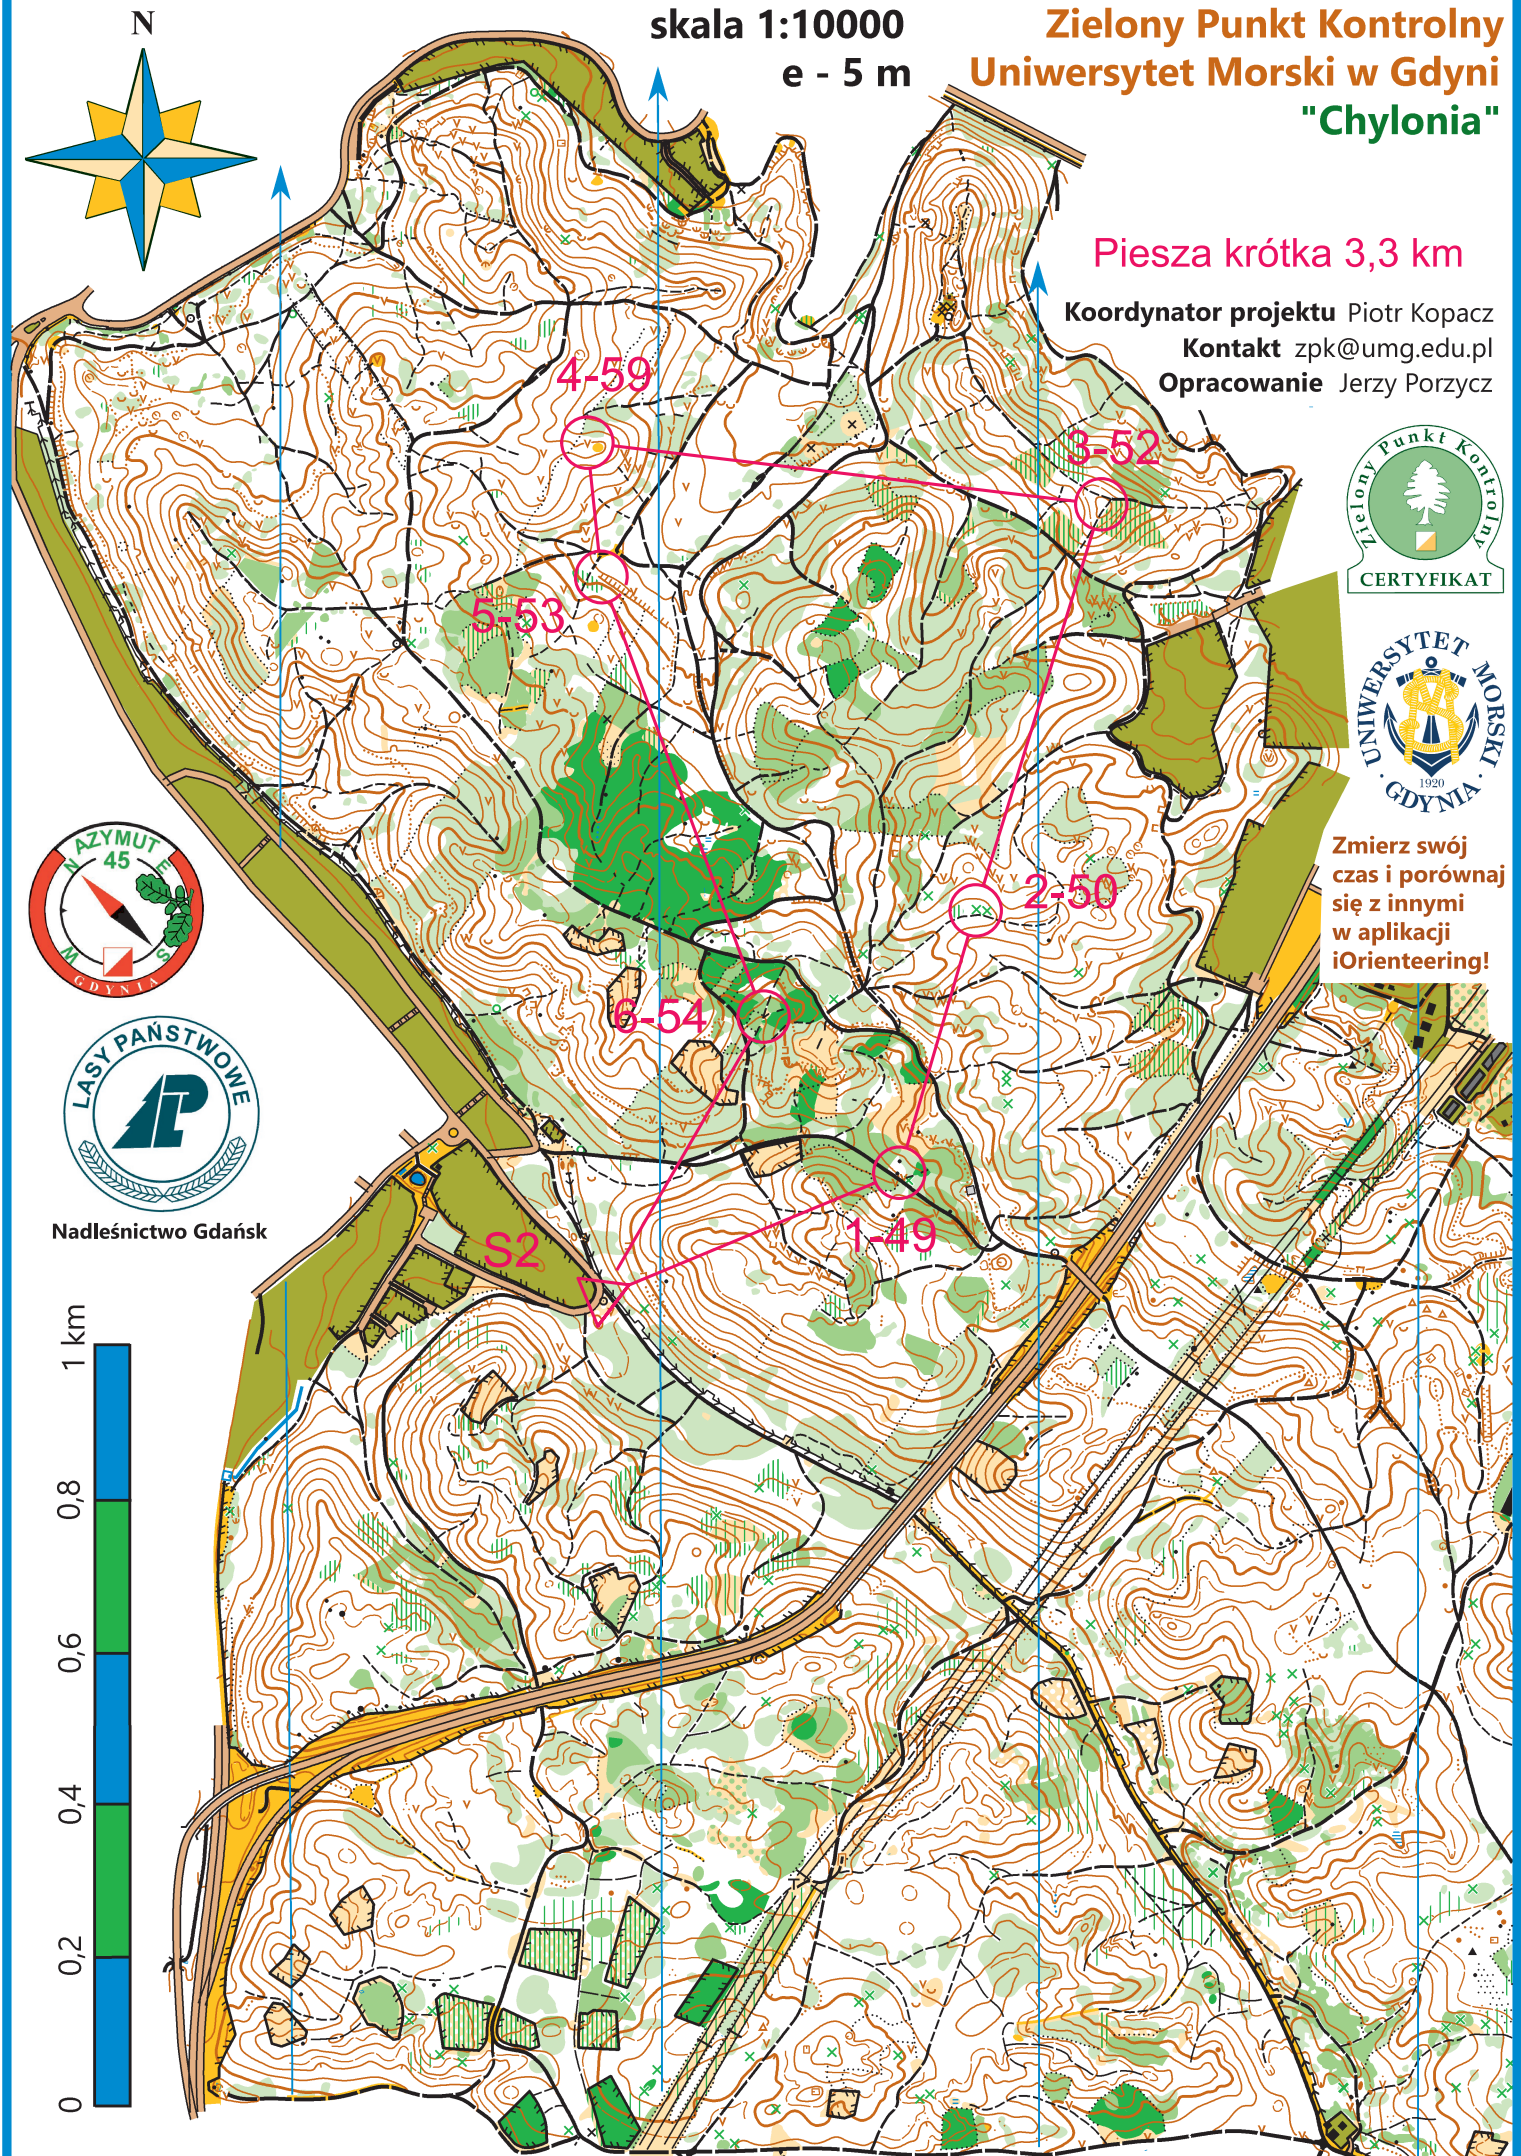 N
skala 1:10000
e - 5 m
Zielony Punkt Kontrolny
Uniwersytet Morski w Gdyni
"Chylonia"
Piesza krótka 3,3 km
Koordynator projektu Piotr Kopacz
Kontakt zpk@umg.edu.pl
Opracowanie Jerzy Porzycz
4-59
3-52
Zielony Punkt Kontrolny
CERTYFIKAT
5-53
UNIWERSYTET MORSKI
1920
GDYNIA
AZYMUT
45
N E
W S
GDYNIA
Zmierz swój
czas i porównaj
się z innymi
w aplikacji
iOrienteering!
2-50
6-54
LASY PAŃSTWOWE
LP
Nadleśnictwo Gdańsk
S2
1-49
1 km
0,8
0,6
0,4
0,2
0